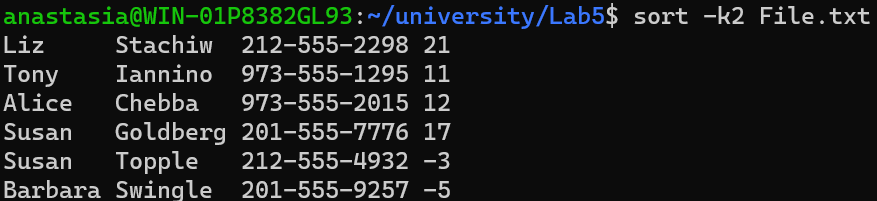 anastasia@WIN-01P8382GL93:~/university/Lab5$ sort -k2 File.txt
Liz     Stachiw  212-555-2298 21
Tony    Iannino  973-555-1295 11
Alice   Chebba   973-555-2015 12
Susan   Goldberg 201-555-7776 17
Susan   Topple   212-555-4932 -3
Barbara Swingle  201-555-9257 -5